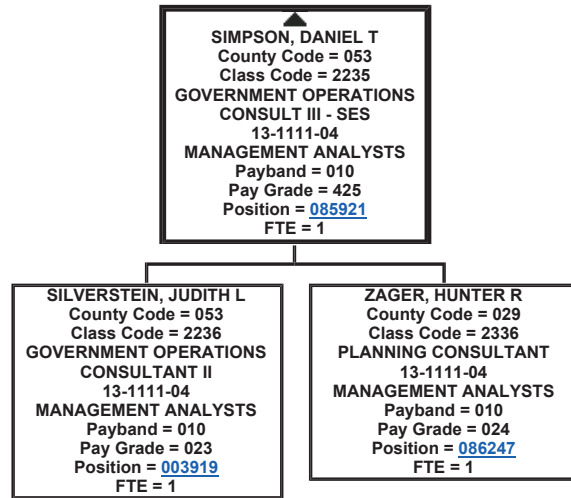 SIMPSON, DANIEL T
County Code = 053
Class Code = 2235
GOVERNMENT OPERATIONS
CONSULT III - SES
13-1111-04
MANAGEMENT ANALYSTS
Payband = 010
Pay Grade = 425
Position = 085921
FTE = 1
SILVERSTEIN, JUDITH L
County Code = 053
Class Code = 2236
GOVERNMENT OPERATIONS
CONSULTANT II
13-1111-04
MANAGEMENT ANALYSTS
Payband = 010
Pay Grade = 023
Position = 003919
FTE = 1
ZAGER, HUNTER R
County Code = 029
Class Code = 2336
PLANNING CONSULTANT
13-1111-04
MANAGEMENT ANALYSTS
Payband = 010
Pay Grade = 024
Position = 086247
FTE = 1